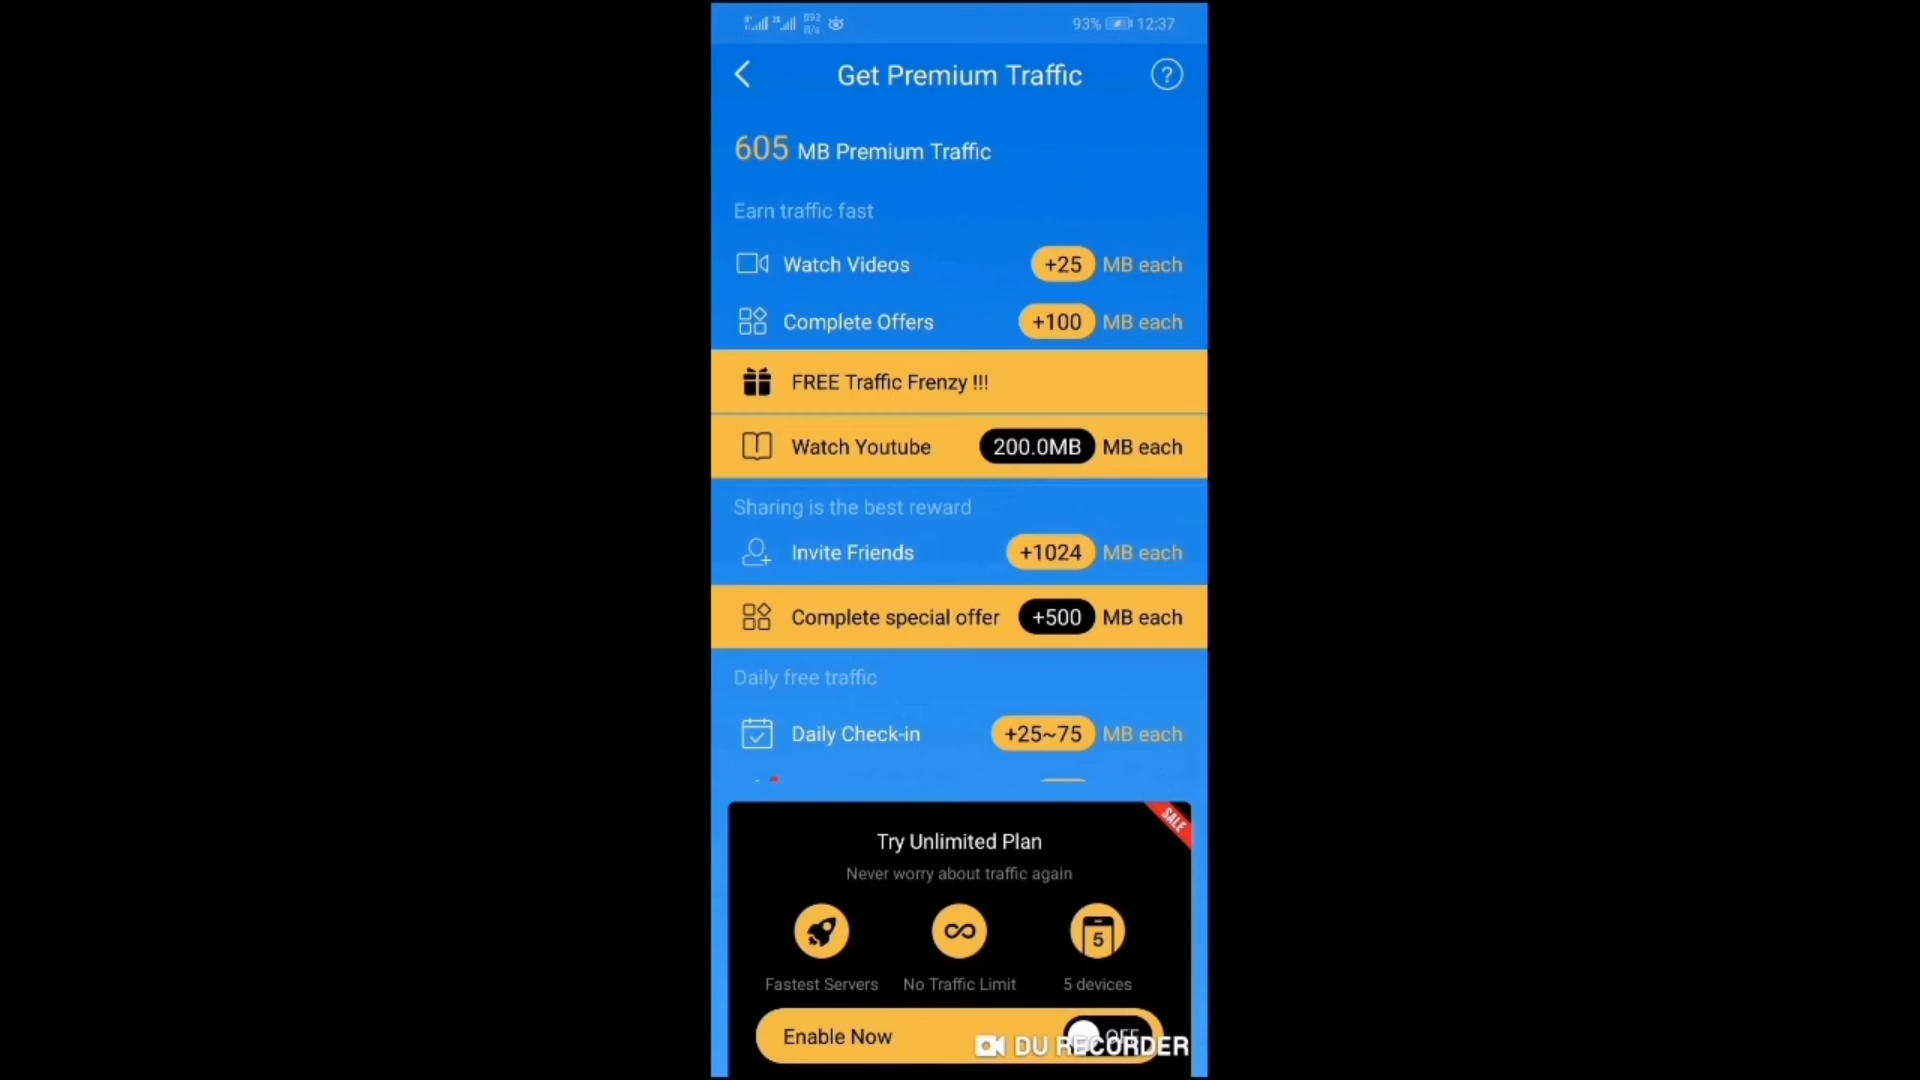 892
B/s
93% 12:37
Get Premium Traffic ?
605 MB Premium Traffic
Earn traffic fast
Watch Videos +25 MB each
Complete Offers +100 MB each
FREE Traffic Frenzy !!!
Watch Youtube 200.0MB MB each
Sharing is the best reward
Invite Friends +1024 MB each
Complete special offer +500 MB each
Daily free traffic
Daily Check-in +25~75 MB each
SALE
Try Unlimited Plan
Never worry about traffic again
5
Fastest Servers No Traffic Limit 5 devices
Enable Now OFF
DU RECORDER